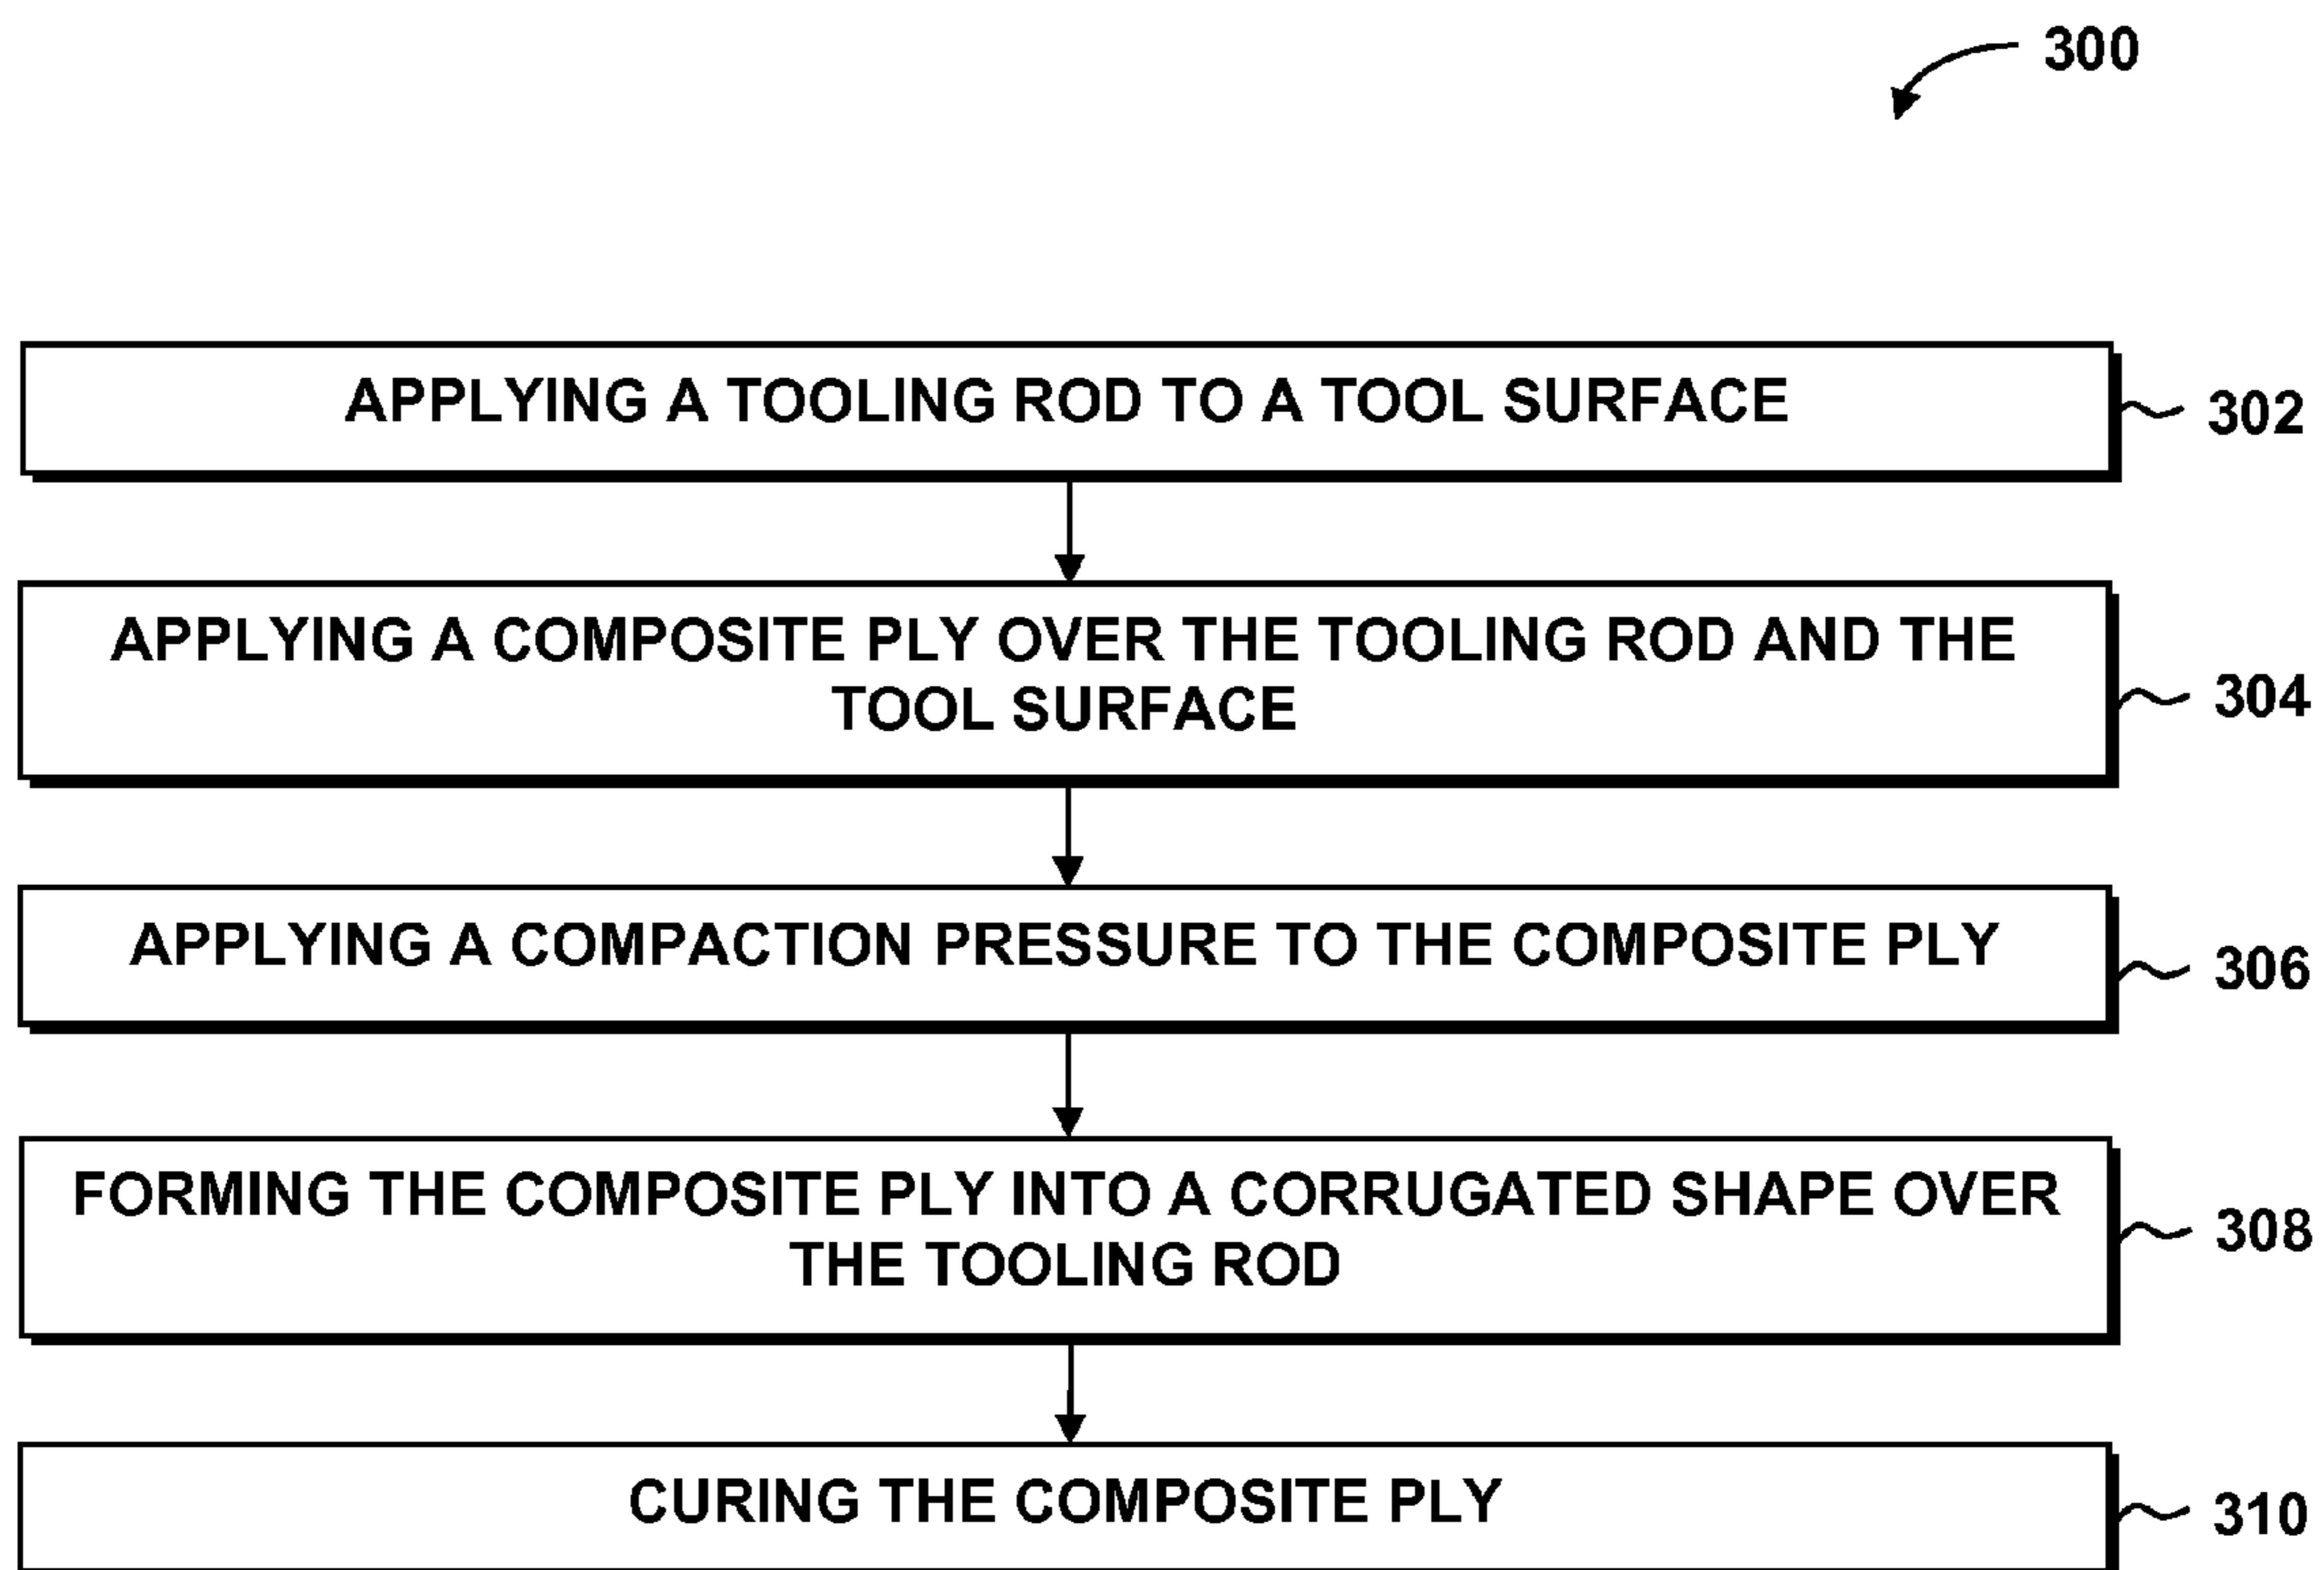 300
APPLYING A TOOLING ROD TO A TOOL SURFACE
302
APPLYING A COMPOSITE PLY OVER THE TOOLING ROD AND THE
TOOL SURFACE
304
APPLYING A COMPACTION PRESSURE TO THE COMPOSITE PLY
306
FORMING THE COMPOSITE PLY INTO A CORRUGATED SHAPE OVER
THE TOOLING ROD
308
CURING THE COMPOSITE PLY
310